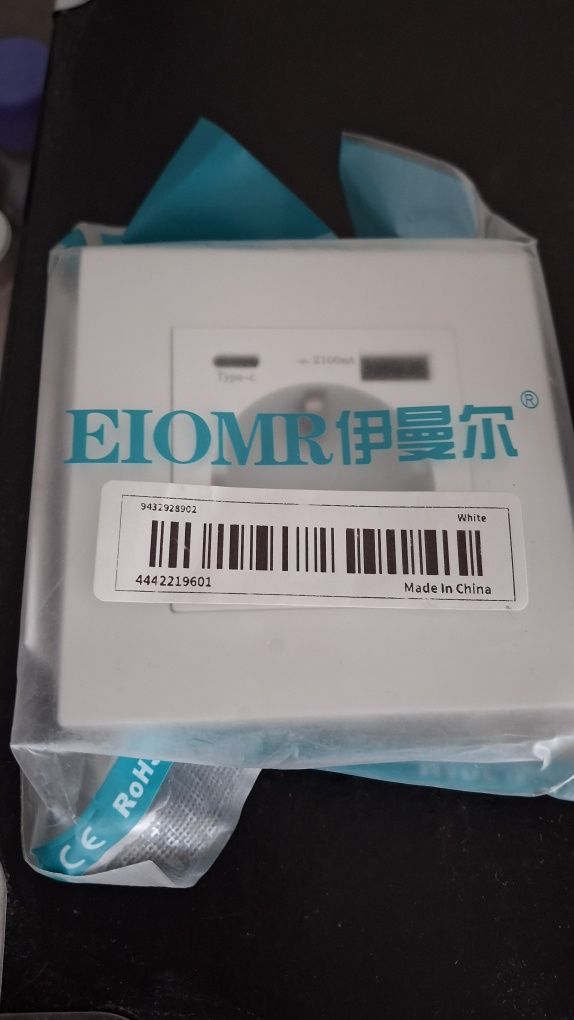 Type-c
2100mA
EIOMR伊曼尔®
9432928902
White
4442219601
Made In China
CE RoHS